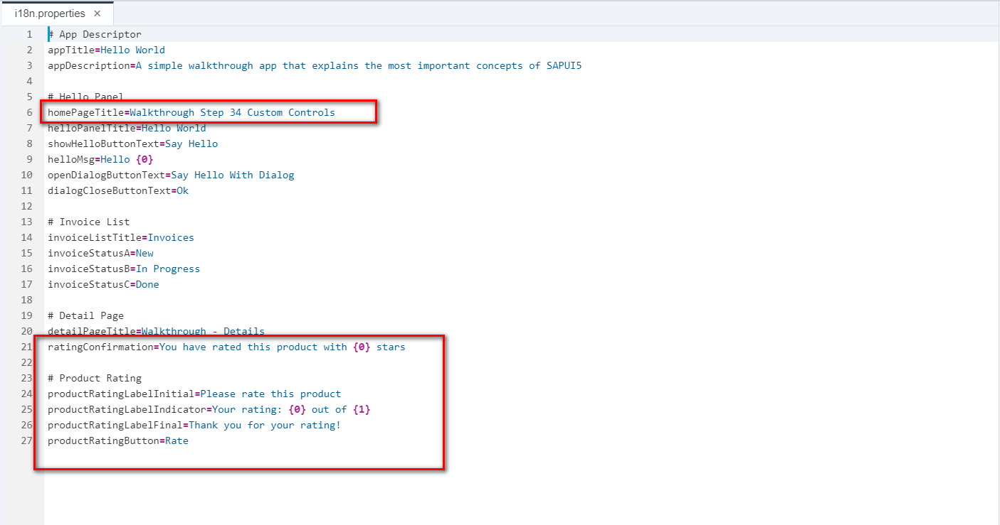 i18n.properties ×
1 # App Descriptor
2 appTitle=Hello World
3 appDescription=A simple walkthrough app that explains the most important concepts of SAPUI5
4
5 # Hello Panel
6 homePageTitle=Walkthrough Step 34 Custom Controls
7 helloPanelTitle=Hello World
8 showHelloButtonText=Say Hello
9 helloMsg=Hello {0}
10 openDialogButtonText=Say Hello With Dialog
11 dialogCloseButtonText=Ok
12
13 # Invoice List
14 invoiceListTitle=Invoices
15 invoiceStatusA=New
16 invoiceStatusB=In Progress
17 invoiceStatusC=Done
18
19 # Detail Page
20 detailPageTitle=Walkthrough - Details
21 ratingConfirmation=You have rated this product with {0} stars
22
23 # Product Rating
24 productRatingLabelInitial=Please rate this product
25 productRatingLabelIndicator=Your rating: {0} out of {1}
26 productRatingLabelFinal=Thank you for your rating!
27 productRatingButton=Rate